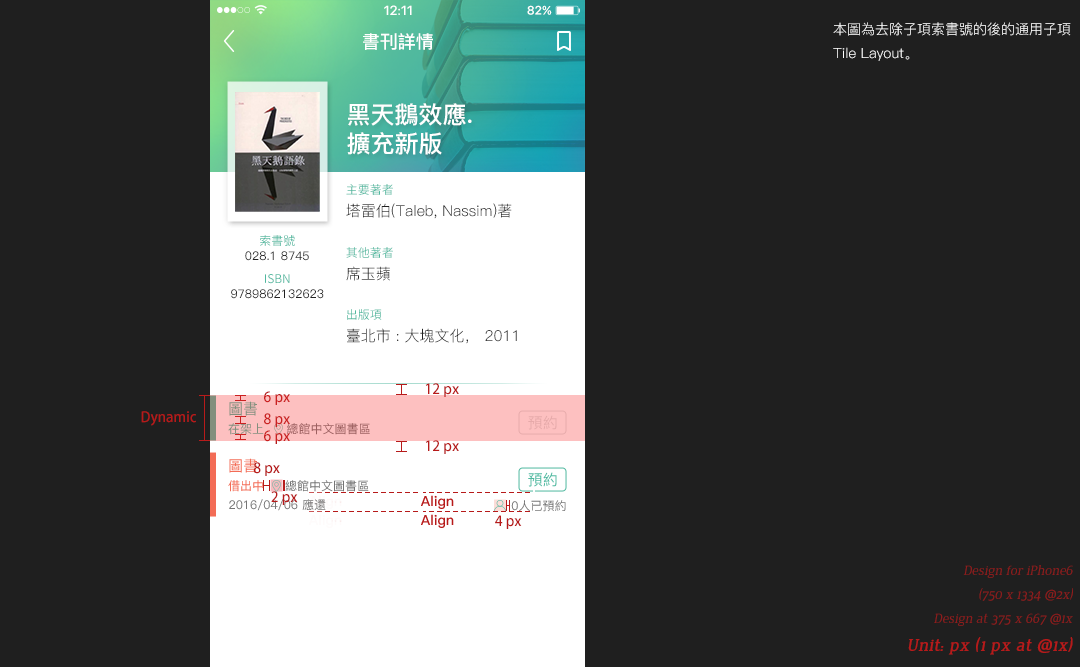 12:11
82%
書刊詳情
本圖為去除子項索書號的後的通用子項
Tile Layout。
黑天鵝效應.
擴充新版
黑天鵝語錄
主要著者
塔雷伯(Taleb, Nassim)著
索書號
028.1 8745
ISBN
9789862132623
其他著者
席玉蘋
出版項
臺北市：大塊文化， 2011
12 px
6 px
圖書
Dynamic
8 px
預約
在架上
總館中文圖書區
6 px
12 px
圖書
8 px
預約
借出中
總館中文圖書區
2 px
Align
2016/04/06 應還
0人已預約
Align
4 px
Design for iPhone6
(750 x 1334 @2x)
Design at 375 x 667 @1x
Unit: px (1 px at @1x)